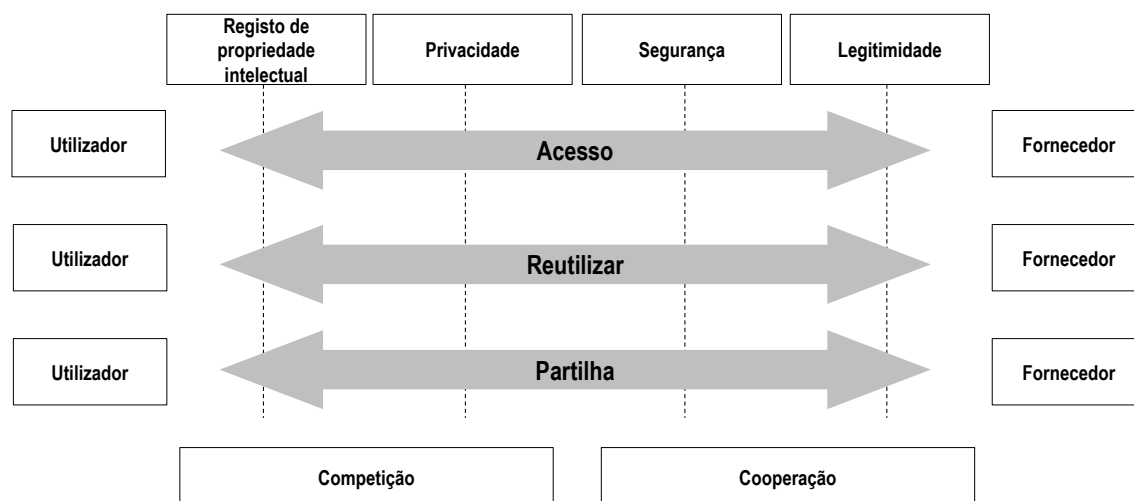 Registo de
propriedade
intelectual
Privacidade
Segurança
Legitimidade
Utilizador
Acesso
Fornecedor
Utilizador
Reutilizar
Fornecedor
Utilizador
Partilha
Fornecedor
Competição
Cooperação